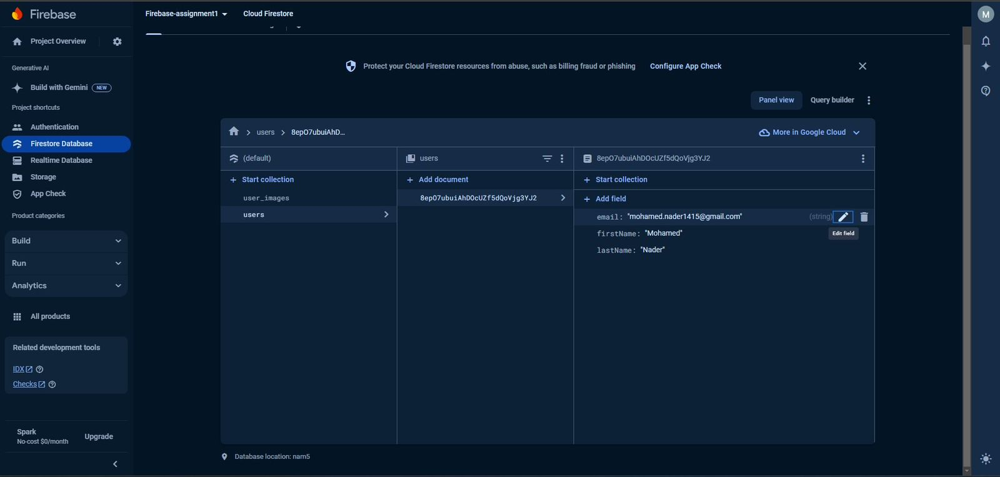 Firebase
Firebase-assignment1
Cloud Firestore
M
Project Overview
Generative AI
Build with Gemini NEW
Project shortcuts
Authentication
Firestore Database
Realtime Database
Storage
App Check
Product categories
Build
Run
Analytics
All products
Related development tools
IDX
Checks
Spark
No-cost $0/month
Upgrade
Protect your Cloud Firestore resources from abuse, such as billing fraud or phishing Configure App Check
Panel view Query builder
users 8epO7ubuiAhD...
More in Google Cloud
(default)
Start collection
user_images
users
users
Add document
8epO7ubuiAhDOcUZf5dQoVjg3YJ2
8epO7ubuiAhDOcUZf5dQoVjg3YJ2
Start collection
Add field
email: "mohamed.nader1415@gmail.com" (string)
Edit field
firstName: "Mohamed"
lastName: "Nader"
Database location: nam5